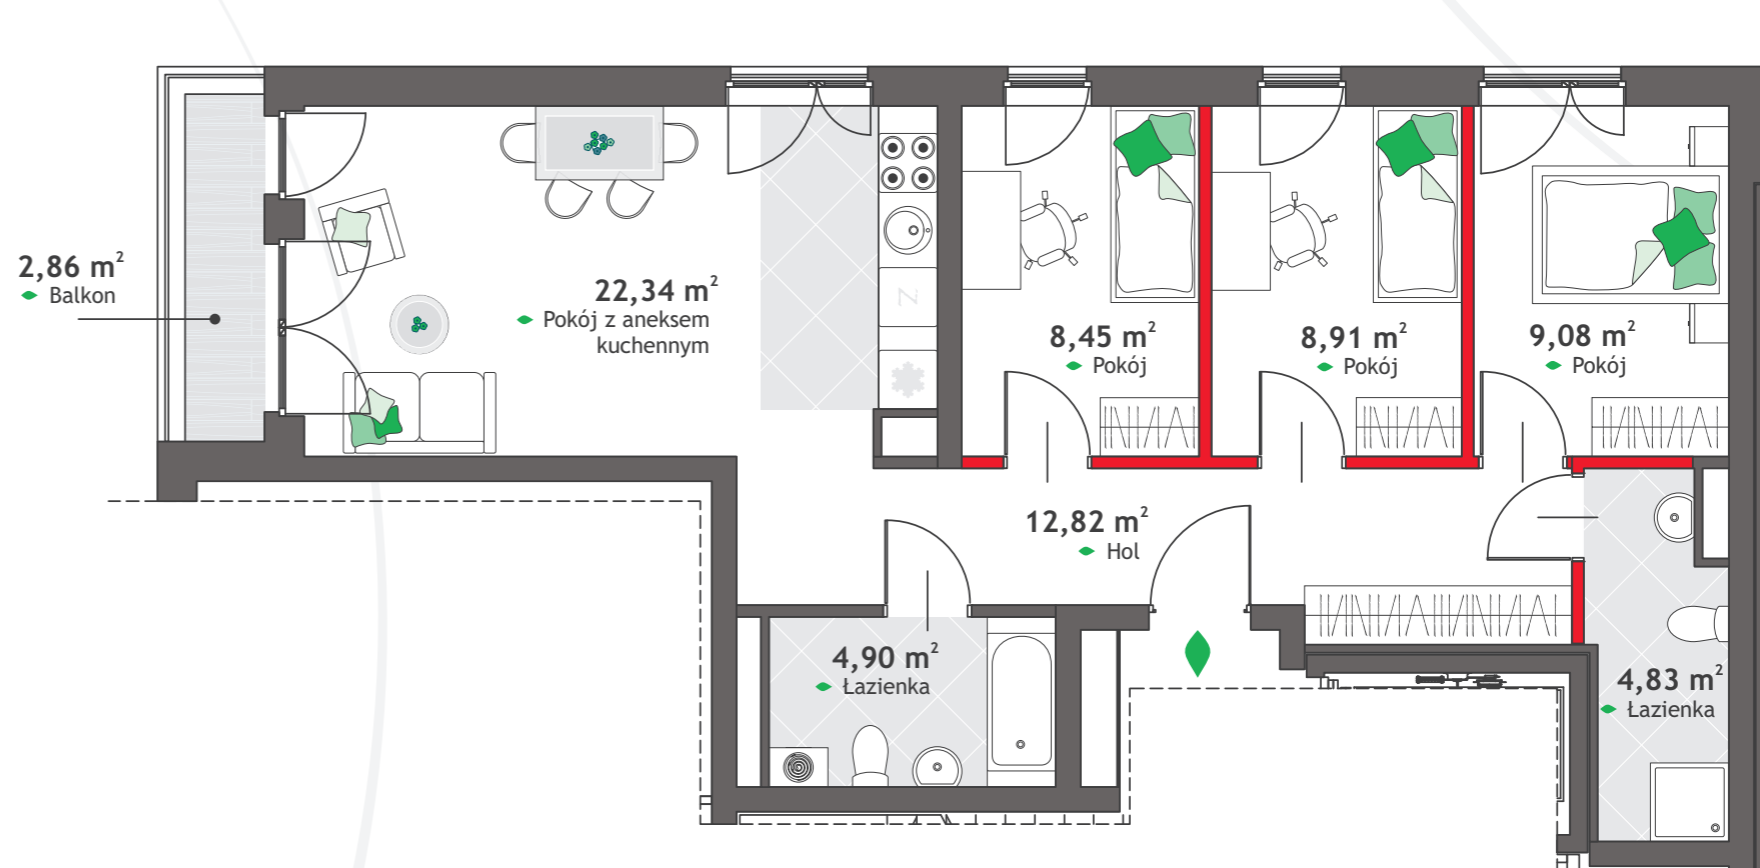 2,86 m²
Balkon
22,34 m²
Pokój z aneksem
kuchennym
8,45 m²
Pokój
8,91 m²
Pokój
9,08 m²
Pokój
12,82 m²
Hol
4,90 m²
Łazienka
4,83 m²
Łazienka
N